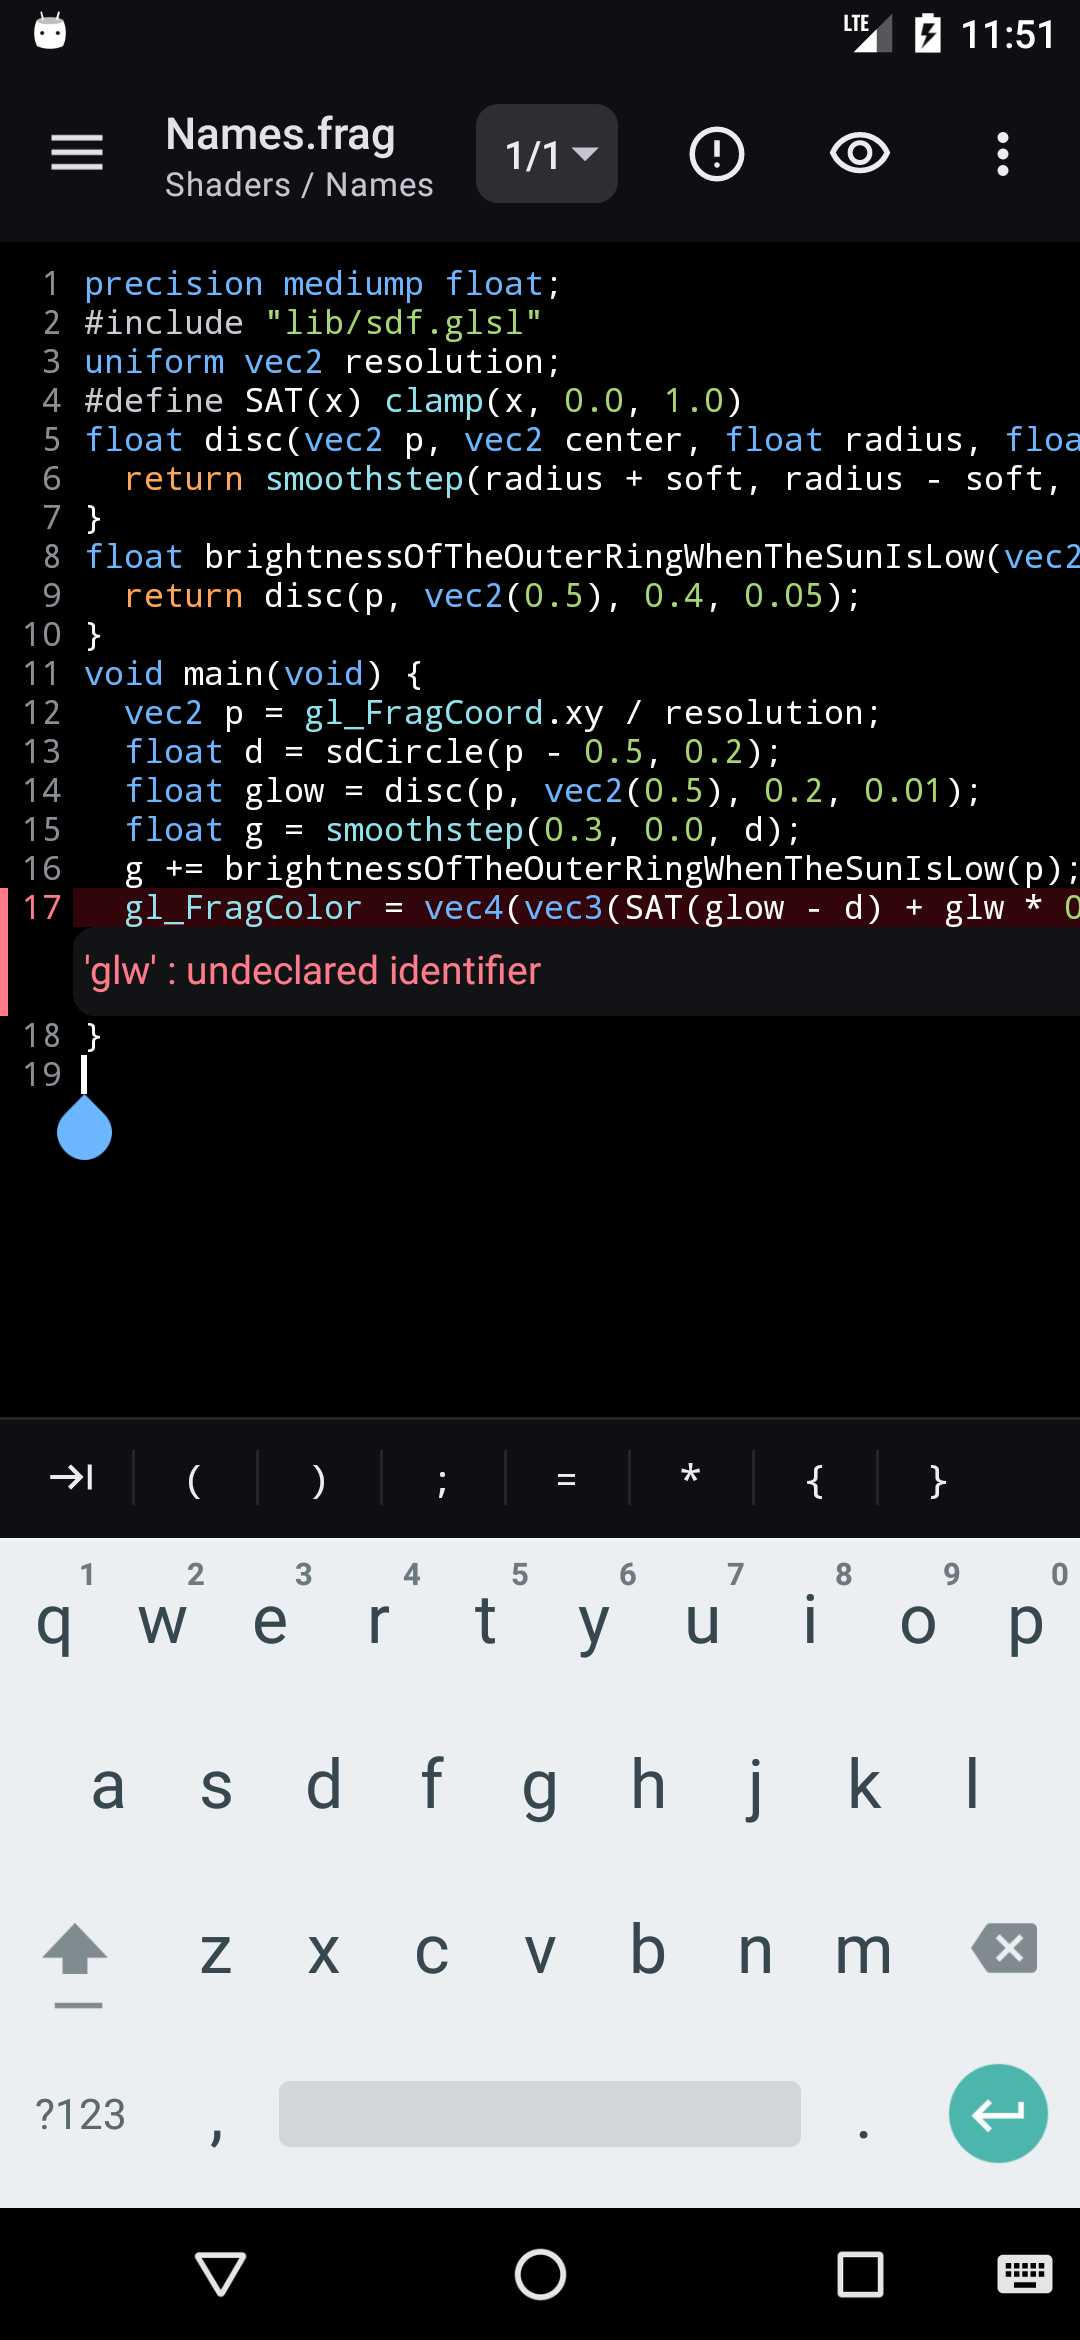 LTE 11:51
Names.frag
Shaders / Names
1/1
1 precision mediump float;
2 #include "lib/sdf.glsl"
3 uniform vec2 resolution;
4 #define SAT(x) clamp(x, 0.0, 1.0)
5 float disc(vec2 p, vec2 center, float radius, floa
6   return smoothstep(radius + soft, radius - soft,
7 }
8 float brightnessOfTheOuterRingWhenTheSunIsLow(vec2
9   return disc(p, vec2(0.5), 0.4, 0.05);
10 }
11 void main(void) {
12   vec2 p = gl_FragCoord.xy / resolution;
13   float d = sdCircle(p - 0.5, 0.2);
14   float glow = disc(p, vec2(0.5), 0.2, 0.01);
15   float g = smoothstep(0.3, 0.0, d);
16   g += brightnessOfTheOuterRingWhenTheSunIsLow(p);
17   gl_FragColor = vec4(vec3(SAT(glow - d) + glw * 0
'glw' : undeclared identifier
18 }
19
( ) ; = * { }
1 2 3 4 5 6 7 8 9 0
q w e r t y u i o p
a s d f g h j k l
z x c v b n m
?123 , .